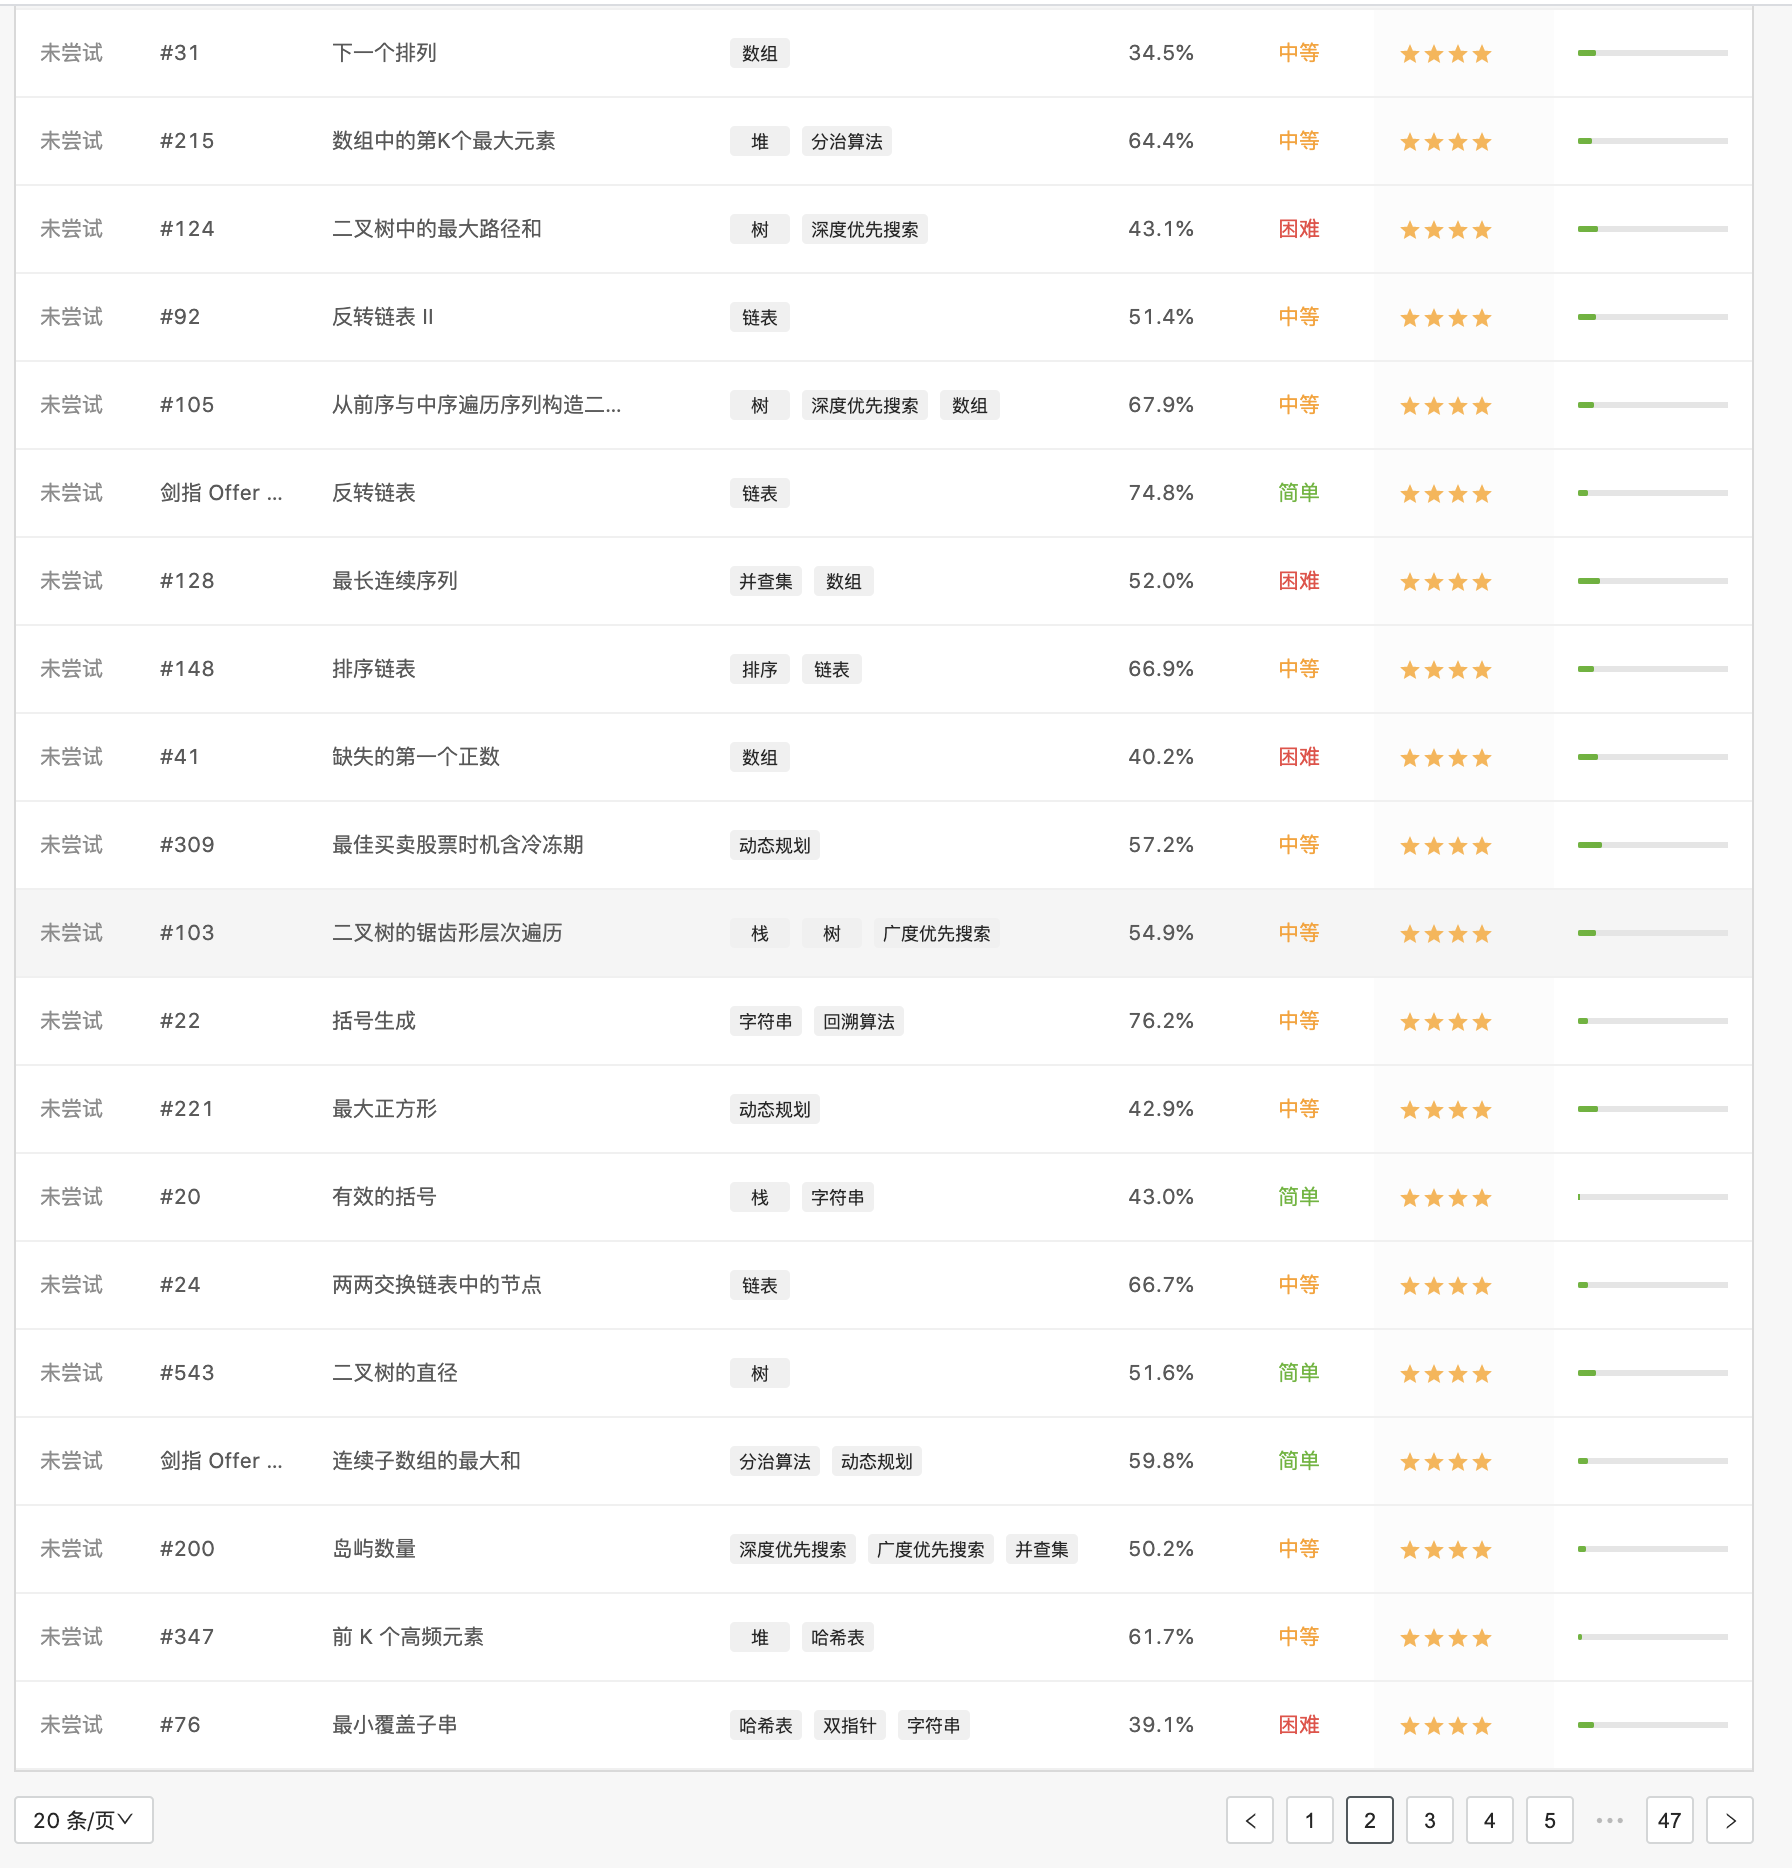 未尝试 #31 下一个排列 数组 34.5% 中等
未尝试 #215 数组中的第K个最大元素 堆 分治算法 64.4% 中等
未尝试 #124 二叉树中的最大路径和 树 深度优先搜索 43.1% 困难
未尝试 #92 反转链表 II 链表 51.4% 中等
未尝试 #105 从前序与中序遍历序列构造二... 树 深度优先搜索 数组 67.9% 中等
未尝试 剑指 Offer ... 反转链表 链表 74.8% 简单
未尝试 #128 最长连续序列 并查集 数组 52.0% 困难
未尝试 #148 排序链表 排序 链表 66.9% 中等
未尝试 #41 缺失的第一个正数 数组 40.2% 困难
未尝试 #309 最佳买卖股票时机含冷冻期 动态规划 57.2% 中等
未尝试 #103 二叉树的锯齿形层次遍历 栈 树 广度优先搜索 54.9% 中等
未尝试 #22 括号生成 字符串 回溯算法 76.2% 中等
未尝试 #221 最大正方形 动态规划 42.9% 中等
未尝试 #20 有效的括号 栈 字符串 43.0% 简单
未尝试 #24 两两交换链表中的节点 链表 66.7% 中等
未尝试 #543 二叉树的直径 树 51.6% 简单
未尝试 剑指 Offer ... 连续子数组的最大和 分治算法 动态规划 59.8% 简单
未尝试 #200 岛屿数量 深度优先搜索 广度优先搜索 并查集 50.2% 中等
未尝试 #347 前 K 个高频元素 堆 哈希表 61.7% 中等
未尝试 #76 最小覆盖子串 哈希表 双指针 字符串 39.1% 困难
20 条/页 < 1 2 3 4 5 ••• 47 >